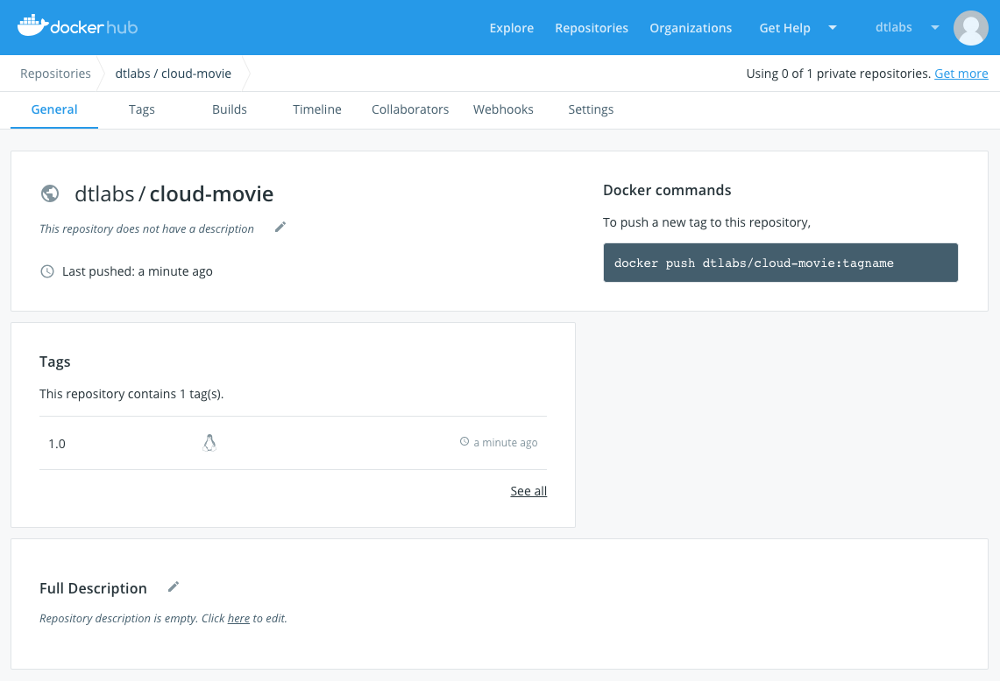 docker hub
Explore Repositories Organizations Get Help dtlabs
Repositories dtlabs / cloud-movie Using 0 of 1 private repositories. Get more
General Tags Builds Timeline Collaborators Webhooks Settings
dtlabs / cloud-movie
This repository does not have a description
Last pushed: a minute ago
Docker commands
To push a new tag to this repository,
docker push dtlabs/cloud-movie:tagname
Tags
This repository contains 1 tag(s).
1.0 a minute ago
See all
Full Description
Repository description is empty. Click here to edit.